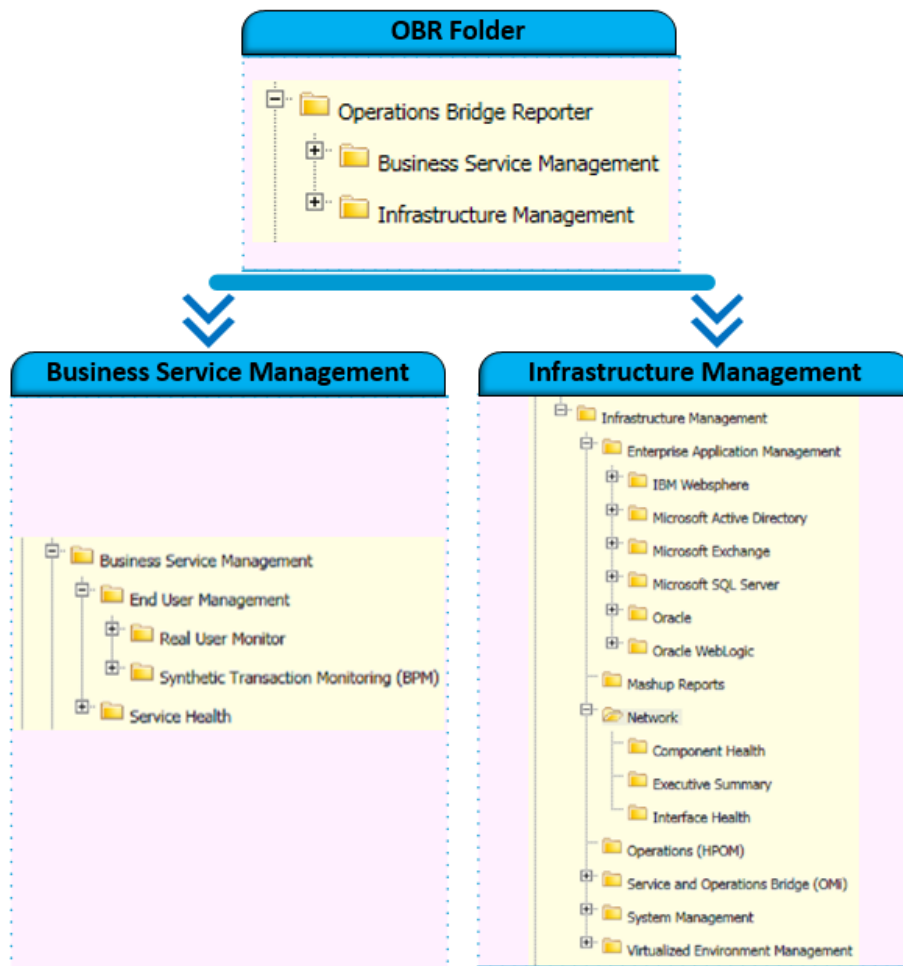 OBR Folder
Operations Bridge Reporter
Business Service Management
Infrastructure Management
Business Service Management
Business Service Management
End User Management
Real User Monitor
Synthetic Transaction Monitoring (BPM)
Service Health
Infrastructure Management
Infrastructure Management
Enterprise Application Management
IBM Websphere
Microsoft Active Directory
Microsoft Exchange
Microsoft SQL Server
Oracle
Oracle WebLogic
Mashup Reports
Network
Component Health
Executive Summary
Interface Health
Operations (HPOM)
Service and Operations Bridge (OMi)
System Management
Virtualized Environment Management